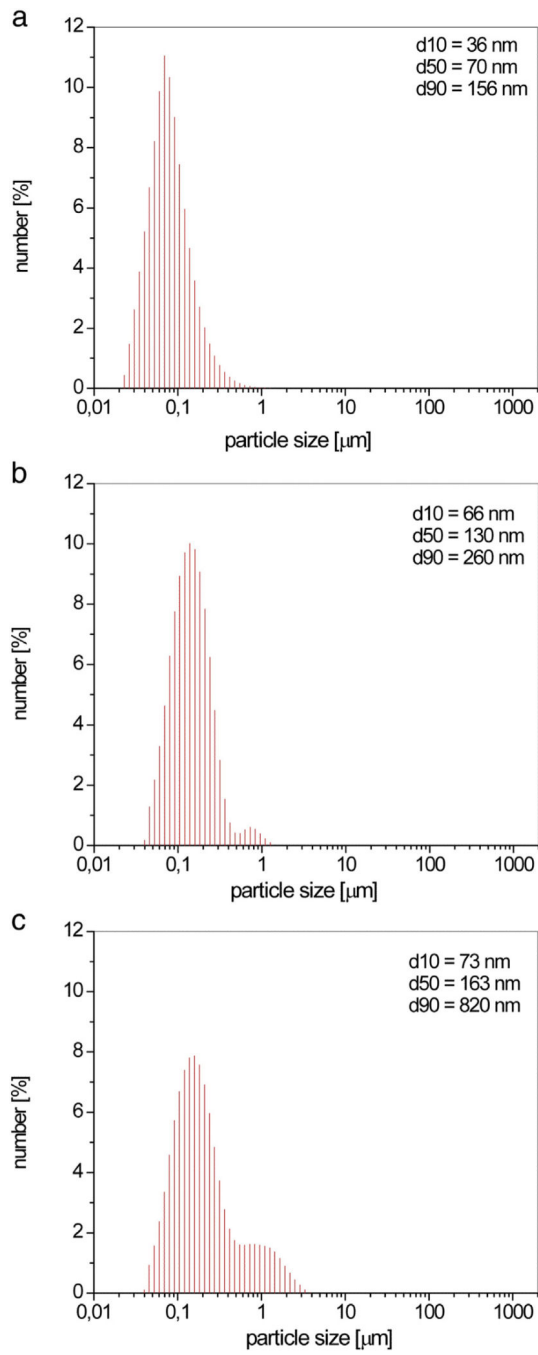 a
12
10
8
6
4
2
0
number [%]
d10 = 36 nm
d50 = 70 nm
d90 = 156 nm
0,01
0,1
1
10
100
1000
particle size [μm]
b
12
10
8
6
4
2
0
number [%]
d10 = 66 nm
d50 = 130 nm
d90 = 260 nm
0,01
0,1
1
10
100
1000
particle size [μm]
c
12
10
8
6
4
2
0
number [%]
d10 = 73 nm
d50 = 163 nm
d90 = 820 nm
0,01
0,1
1
10
100
1000
particle size [μm]